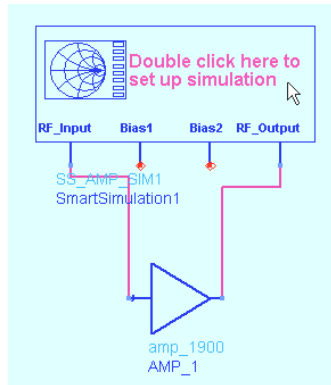 Double click here to
set up simulation
RF_Input Bias1 Bias2 RF_Output
SS_AMP_SIM1
SmartSimulation1
amp_1900
AMP_1